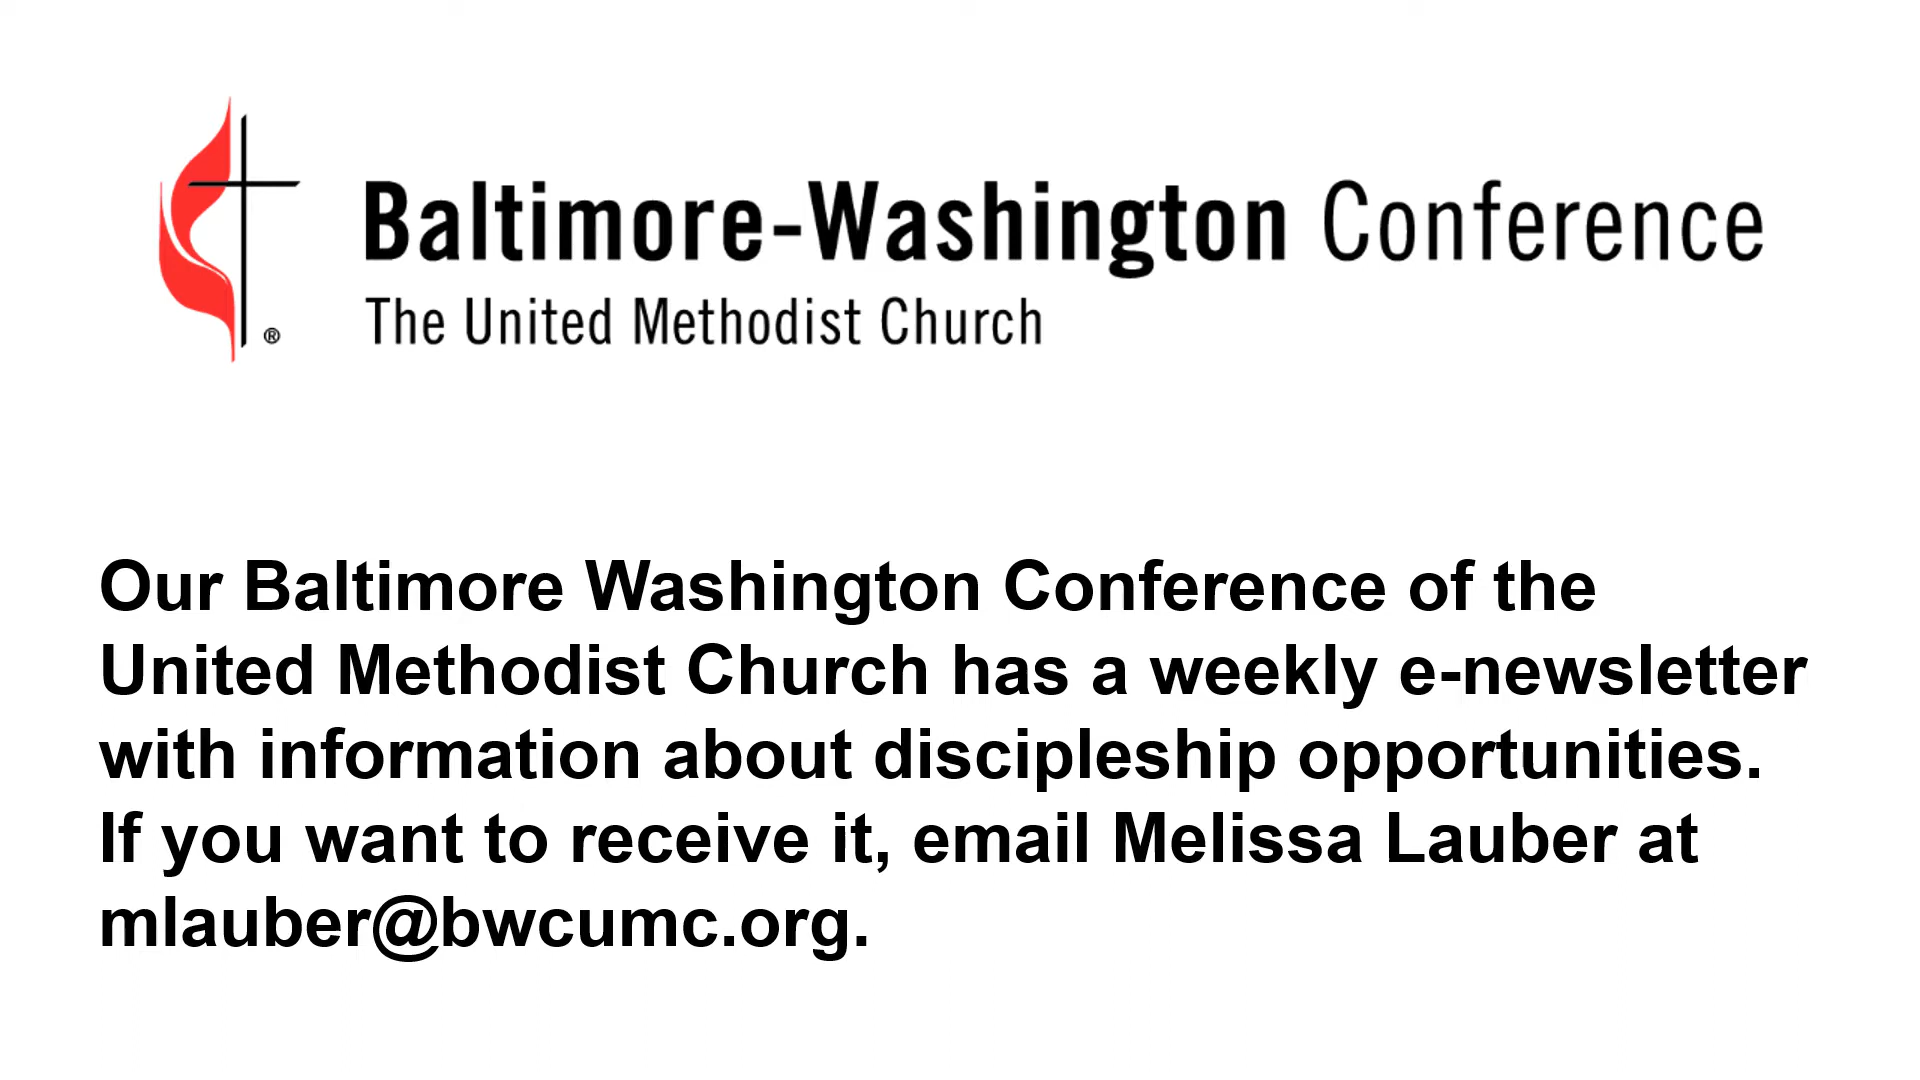 Baltimore-Washington Conference
The United Methodist Church
®
Our Baltimore Washington Conference of the
United Methodist Church has a weekly e-newsletter
with information about discipleship opportunities.
If you want to receive it, email Melissa Lauber at
mlauber@bwcumc.org.